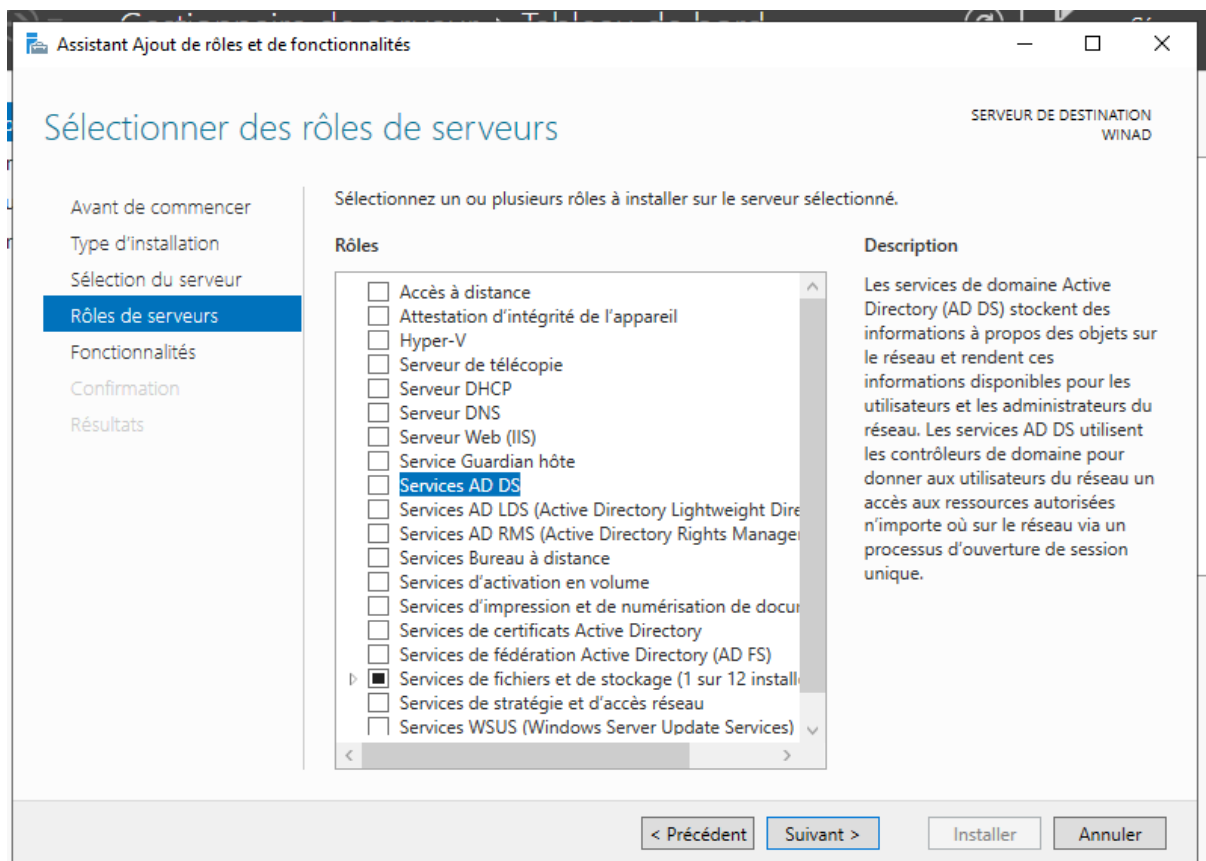 Assistant Ajout de rôles et de fonctionnalités
Sélectionner des rôles de serveurs
SERVEUR DE DESTINATION
WINAD
Avant de commencer
Type d'installation
Sélection du serveur
Rôles de serveurs
Fonctionnalités
Confirmation
Résultats
Sélectionnez un ou plusieurs rôles à installer sur le serveur sélectionné.
Rôles
Accès à distance
Attestation d'intégrité de l'appareil
Hyper-V
Serveur de télécopie
Serveur DHCP
Serveur DNS
Serveur Web (IIS)
Service Guardian hôte
Services AD DS
Services AD LDS (Active Directory Lightweight Dire
Services AD RMS (Active Directory Rights Manage
Services Bureau à distance
Services d'activation en volume
Services d'impression et de numérisation de docu
Services de certificats Active Directory
Services de fédération Active Directory (AD FS)
Services de fichiers et de stockage (1 sur 12 install
Services de stratégie et d'accès réseau
Services WSUS (Windows Server Update Services)
Description
Les services de domaine Active
Directory (AD DS) stockent des
informations à propos des objets sur
le réseau et rendent ces
informations disponibles pour les
utilisateurs et les administrateurs du
réseau. Les services AD DS utilisent
les contrôleurs de domaine pour
donner aux utilisateurs du réseau un
accès aux ressources autorisées
n'importe où sur le réseau via un
processus d'ouverture de session
unique.
< Précédent
Suivant >
Installer
Annuler